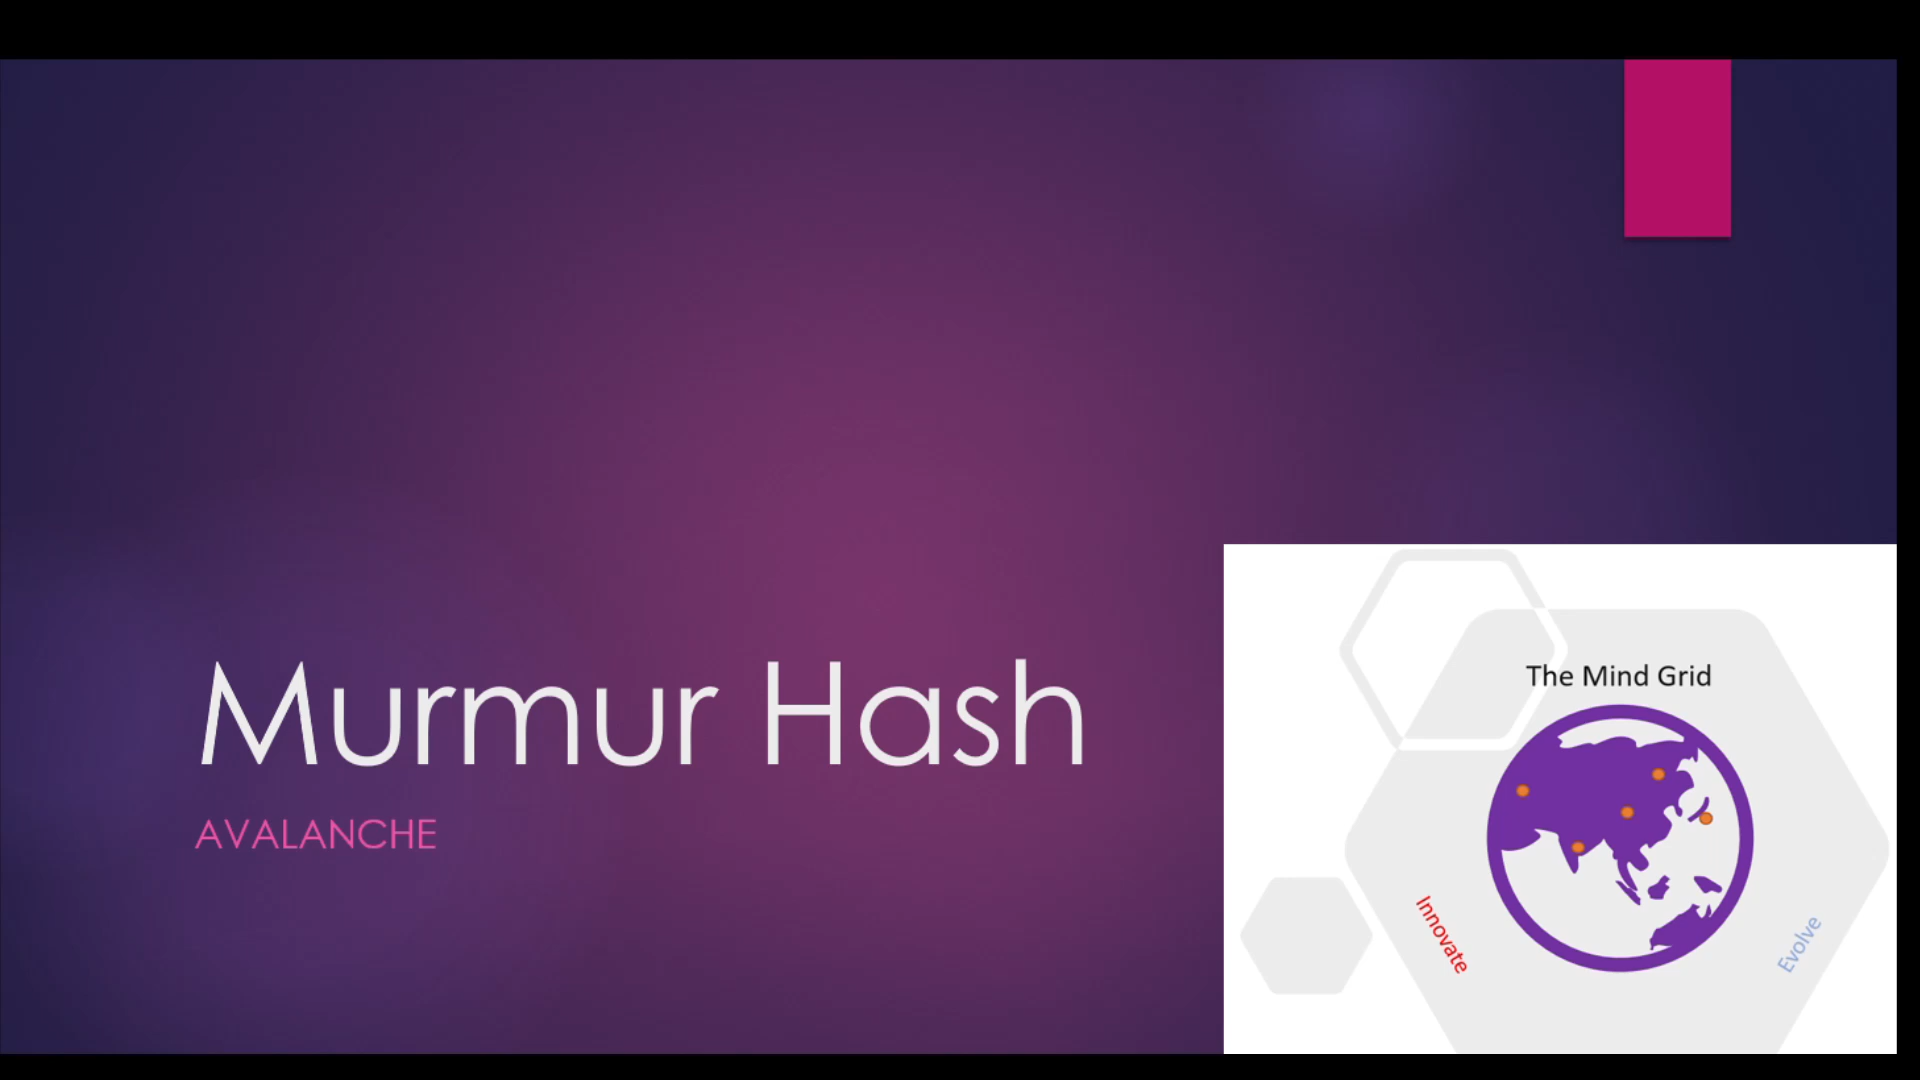 Murmur Hash
AVALANCHE
The Mind Grid
Innovate
Evolve